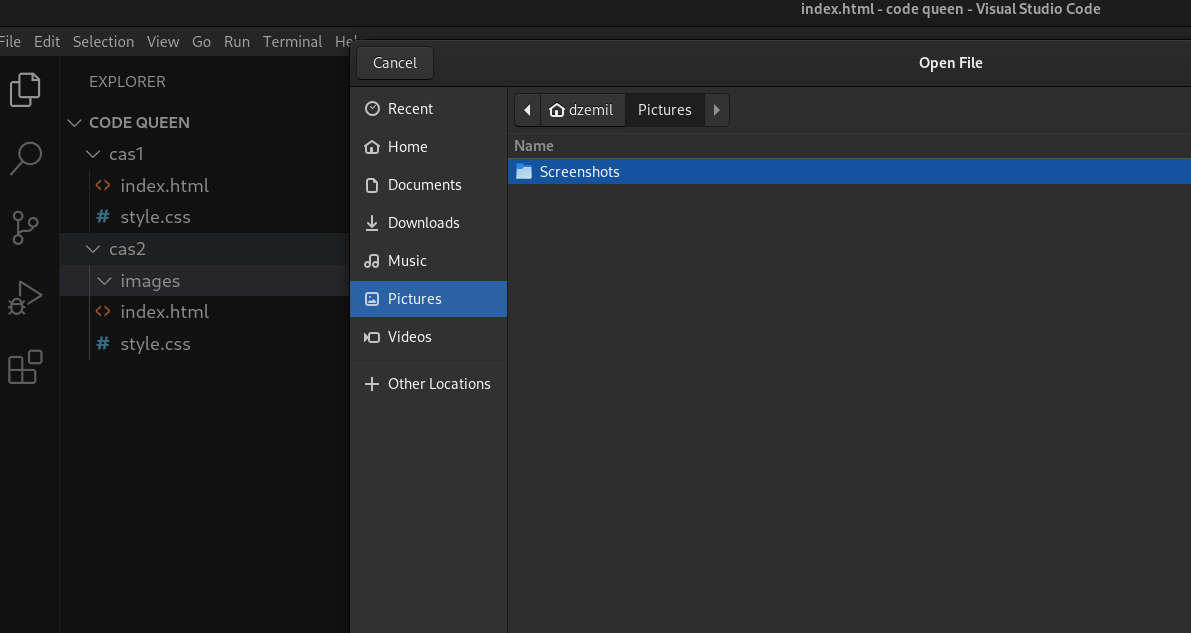 index.html - code queen - Visual Studio Code
File Edit Selection View Go Run Terminal
EXPLORER
CODE QUEEN
cas1
index.html
# style.css
cas2
images
index.html
# style.css
Cancel
Open File
Recent
Home
Documents
Downloads
Music
Pictures
Videos
Other Locations
dzemil Pictures
Name
Screenshots